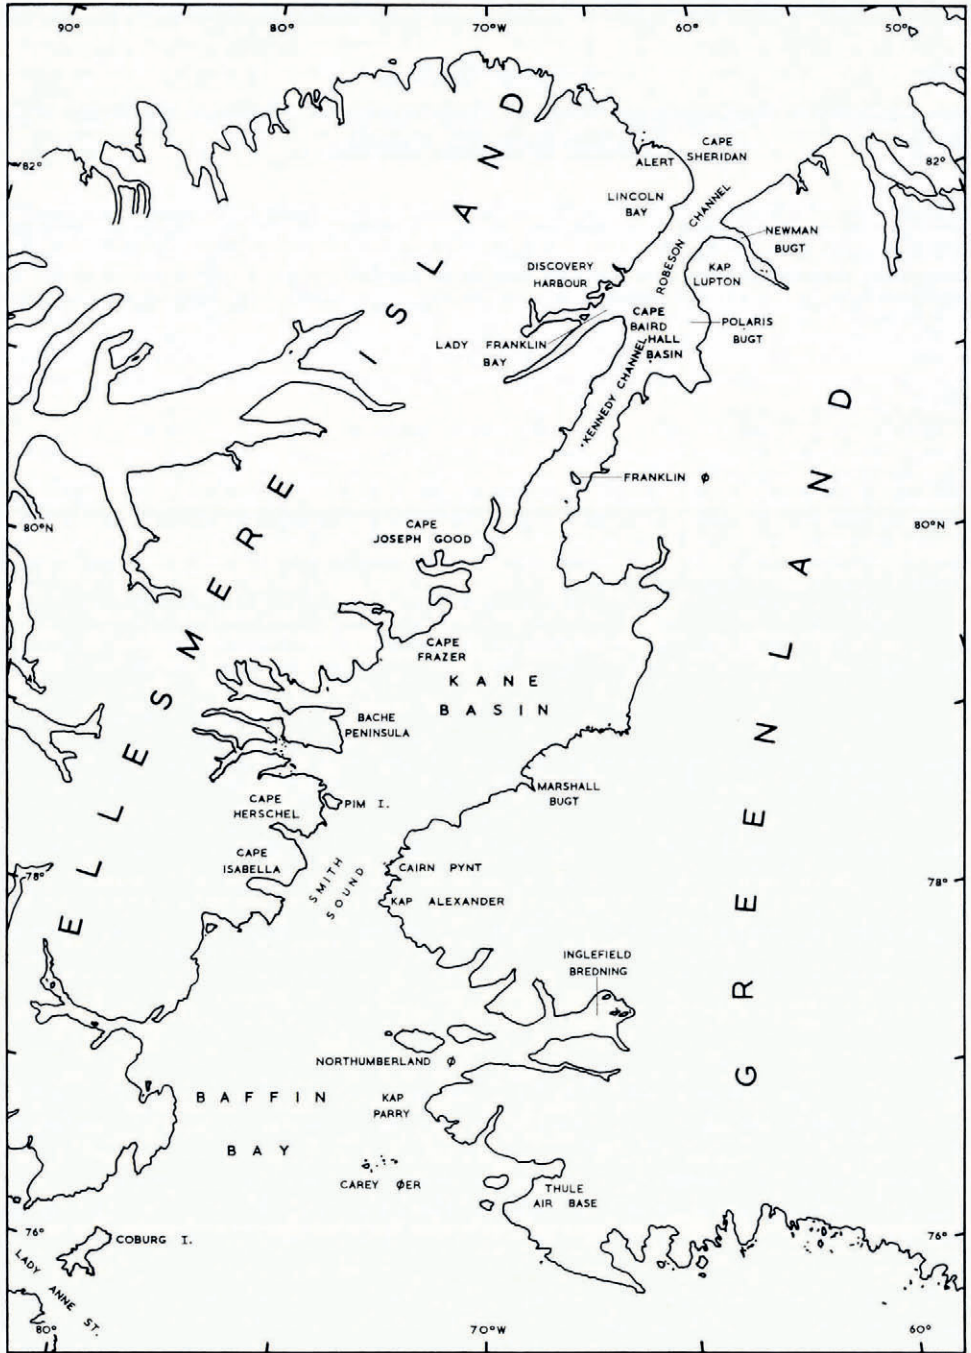 90°
70°W
60°
50°
82°
82°
ALERT
CAPE
SHERIDAN
LINCOLN
BAY
ROBESON CHANNEL
NEWMAN
BUGT
DISCOVERY
HARBOUR
KAP
LUPTON
LADY FRANKLIN
BAY
CAPE
BAIRD
HALL
BASIN
POLARIS
BUGT
KENNEDY CHANNEL
FRANKLIN Ø
ELLESMERE ISLAND
GREENLAND
80°N
80°N
CAPE
JOSEPH GOOD
CAPE
FRAZER
KANE
BASIN
BACHE
PENINSULA
MARSHALL
BUGT
CAPE
HERSCHEL
PIM I.
CAPE
ISABELLA
SMITH
SOUND
CAIRN PYNT
KAP ALEXANDER
78°
78°
INGLEFIELD
BREDNING
NORTHUMBERLAND Ø
BAFFIN
BAY
KAP
PARRY
CAREY ØER
THULE
AIR BASE
76°
76°
COBURG I.
LADY ANNE ST.
80°
70°W
60°